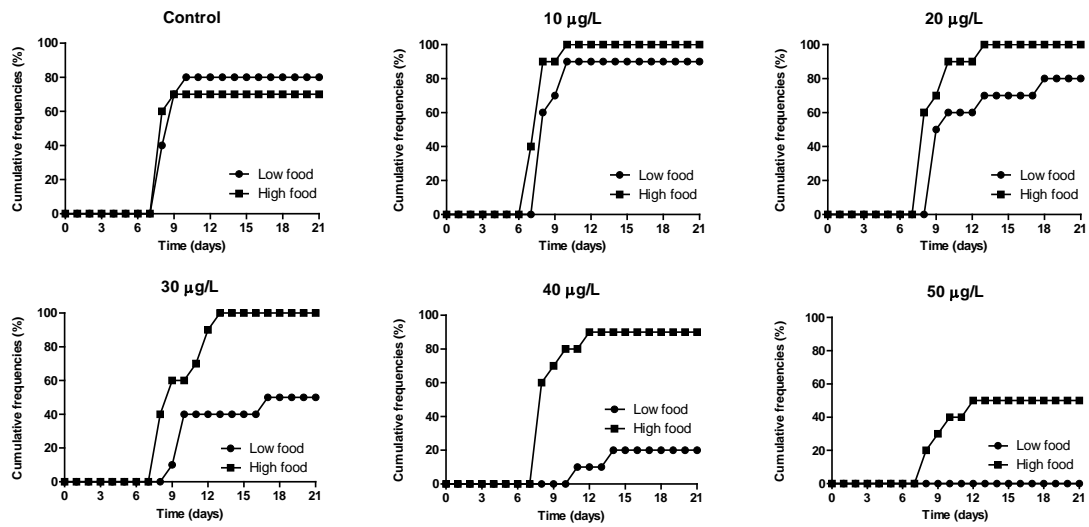 Control
Cumulative frequencies (%)
100
80
60
40
20
0
0 3 6 9 12 15 18 21
Time (days)
Low food
High food
10 µg/L
Cumulative frequencies (%)
100
80
60
40
20
0
0 3 6 9 12 15 18 21
Time (days)
Low food
High food
20 µg/L
Cumulative frequencies (%)
100
80
60
40
20
0
0 3 6 9 12 15 18 21
Time (days)
Low food
High food
30 µg/L
Cumulative frequencies (%)
100
80
60
40
20
0
0 3 6 9 12 15 18 21
Time (days)
Low food
High food
40 µg/L
Cumulative frequencies (%)
100
80
60
40
20
0
0 3 6 9 12 15 18 21
Time (days)
Low food
High food
50 µg/L
Cumulative frequencies (%)
100
80
60
40
20
0
0 3 6 9 12 15 18 21
Time (days)
Low food
High food